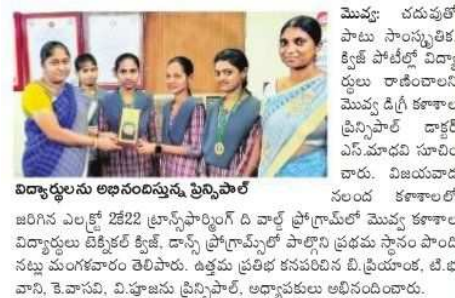 మొవ్వ: చదువుతో
పాటు సాంస్కృతిక,
క్విజ్ పోటీల్లో విద్యా
ర్థులు రాణించాలని
మొవ్వ డిగ్రీ కళాశాల
ప్రిన్సిపాల్ డాక్టర్
ఎస్.మాధవి సూచిం
చారు. విజయవాడ
విద్యార్థులను అభినందిస్తున్న ప్రిన్సిపాల్
నలంద కళాశాలలో
జరిగిన ఎలక్ట్రో 2కే22 ట్రాన్స్‌ఫార్మింగ్ ది వాల్డ్ ప్రోగ్రామ్‌లో మొవ్వ కళాశాల
విద్యార్థులు టెక్నికల్ క్విజ్, డాన్స్ ప్రోగ్రామ్స్‌లో పాల్గొని ప్రథమ స్థానం పొంది
నట్లు మంగళవారం తెలిపారు. ఉత్తమ ప్రతిభ కనపరిచిన బి.ప్రియాంక, టి.భ
వాని, కె.వాసవి, వి.పూజను ప్రిన్సిపాల్, అధ్యాపకులు అభినందించారు.